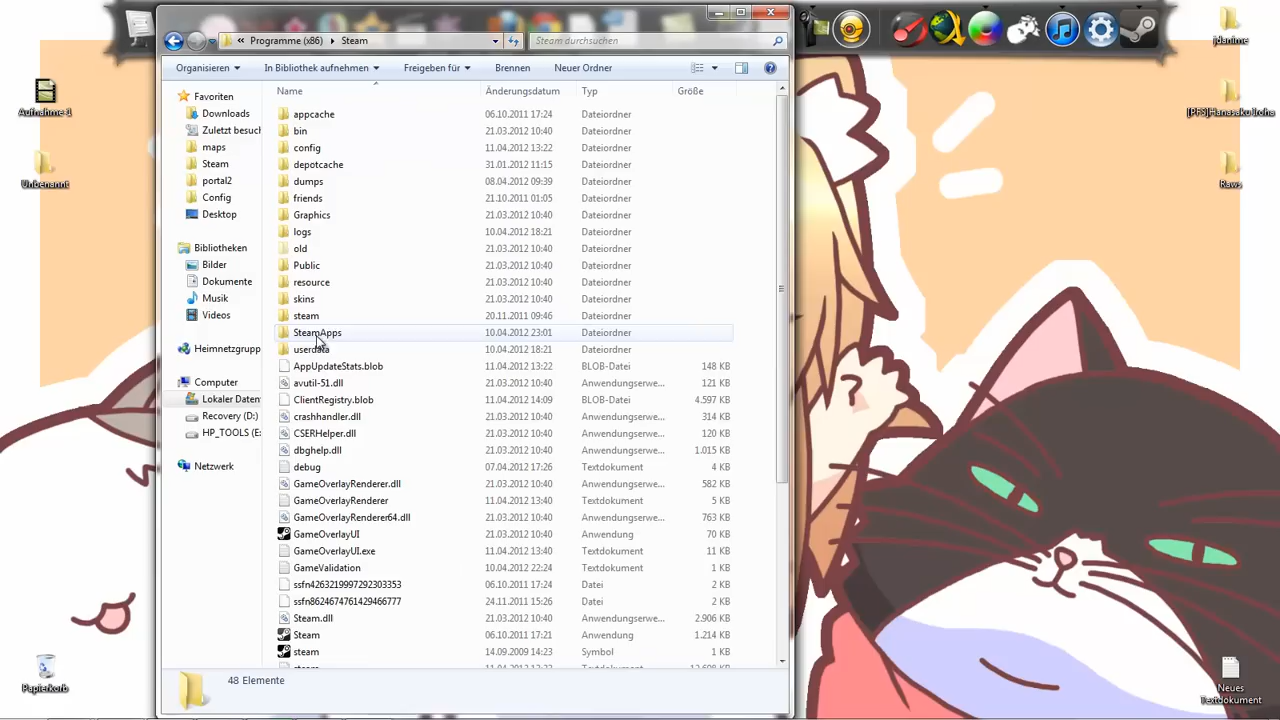 Programme (x86) Steam
Steam durchsuchen
Organisieren In Bibliothek aufnehmen Freigeben für Brennen Neuer Ordner
Name Änderungsdatum Typ Größe
Favoriten
Downloads
Zuletzt besuch
maps
Steam
portal2
Config
Desktop
Bibliotheken
Bilder
Dokumente
Musik
Videos
Heimnetzgrupp
Computer
Lokaler Daten
Recovery (D:)
HP_TOOLS (E:
Netzwerk
appcache 06.10.2011 17:24 Dateiordner
bin 21.03.2012 10:40 Dateiordner
config 11.04.2012 13:22 Dateiordner
depotcache 31.01.2012 11:15 Dateiordner
dumps 08.04.2012 09:39 Dateiordner
friends 21.10.2011 01:05 Dateiordner
Graphics 21.03.2012 10:40 Dateiordner
logs 10.04.2012 18:21 Dateiordner
old 21.03.2012 10:40 Dateiordner
Public 21.03.2012 10:40 Dateiordner
resource 21.03.2012 10:40 Dateiordner
skins 21.03.2012 10:40 Dateiordner
steam 20.11.2011 09:46 Dateiordner
SteamApps 10.04.2012 23:01 Dateiordner
userdata 10.04.2012 18:21 Dateiordner
AppUpdateStats.blob 11.04.2012 13:22 BLOB-Datei 148 KB
avutil-51.dll 21.03.2012 10:40 Anwendungserwe... 121 KB
ClientRegistry.blob 11.04.2012 14:09 BLOB-Datei 4.597 KB
crashhandler.dll 21.03.2012 10:40 Anwendungserwe... 314 KB
CSERHelper.dll 21.03.2012 10:40 Anwendungserwe... 120 KB
dbghelp.dll 21.03.2012 10:40 Anwendungserwe... 1.015 KB
debug 07.04.2012 17:26 Textdokument 4 KB
GameOverlayRenderer.dll 21.03.2012 10:40 Anwendungserwe... 582 KB
GameOverlayRenderer 11.04.2012 13:40 Textdokument 5 KB
GameOverlayRenderer64.dll 21.03.2012 10:40 Anwendungserwe... 763 KB
GameOverlayUI 21.03.2012 10:40 Anwendung 70 KB
GameOverlayUI.exe 11.04.2012 13:40 Textdokument 11 KB
GameValidation 10.04.2012 22:24 Textdokument 13 KB
ssfn4263219997292303353 06.10.2011 17:24 Datei 2 KB
ssfn8624674761429466777 24.11.2011 15:26 Datei 2 KB
Steam.dll 21.03.2012 10:40 Anwendungserwe... 2.906 KB
Steam 06.10.2011 17:21 Anwendung 1.214 KB
steam 14.09.2009 14:23 Symbol 1 KB
48 Elemente
Aufnahme-1
Unbenannt
Papierkorb
jdanime
[PFS]Hanasaku Iroha
Raws
Neues
Textdokument